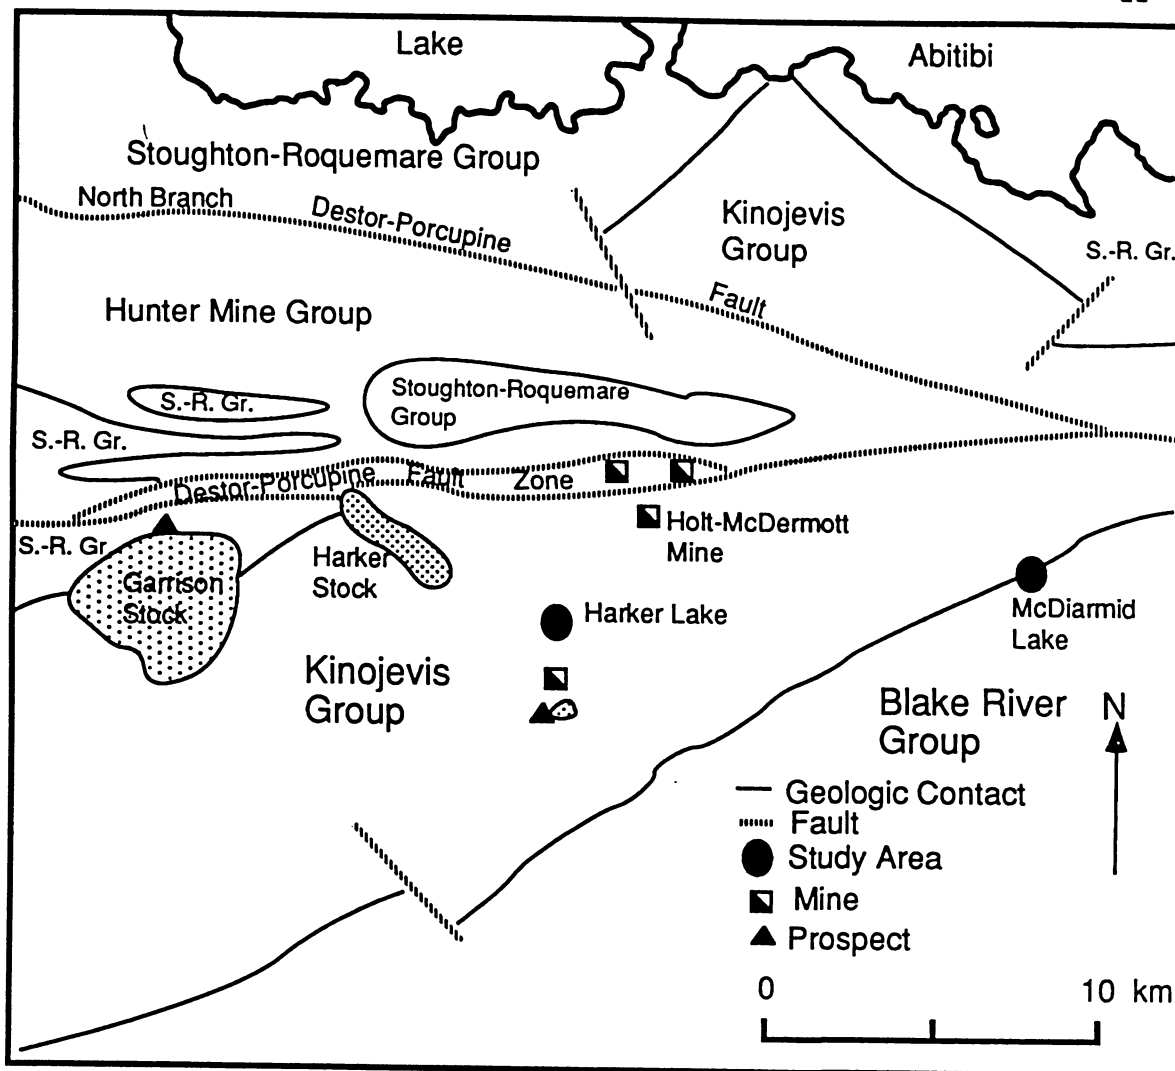 Lake
Abitibi
Stoughton-Roquemare Group
North Branch
Destor-Porcupine
Kinojevis
Group
S.-R. Gr.
Fault
Hunter Mine Group
Stoughton-Roquemare
Group
S.-R. Gr.
S.-R. Gr.
Destor-Porcupine Fault Zone
Holt-McDermott
Mine
S.-R. Gr
Harker
Stock
Garrison
Stock
Harker Lake
McDiarmid
Lake
Kinojevis
Group
Blake River
Group
N
Geologic Contact
Fault
Study Area
Mine
Prospect
0 10 km